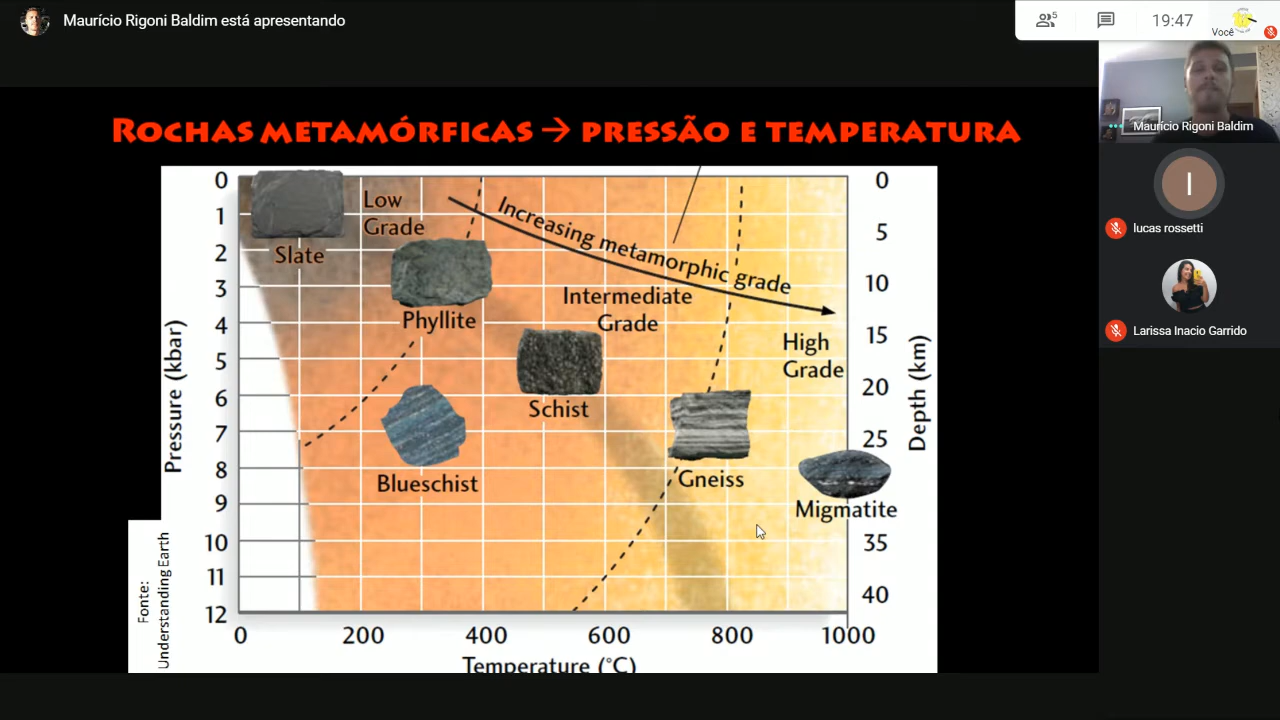 Maurício Rigoni Baldim está apresentando
5
19:47
Você
Maurício Rigoni Baldim
I
lucas rossetti
Larissa Inacio Garrido
ROCHAS METAMÓRFICAS → PRESSÃO E TEMPERATURA
Pressure (kbar)
0
1
2
3
4
5
6
7
8
9
10
11
12
Slate
Low
Grade
Phyllite
Increasing metamorphic grade
Intermediate
Grade
High
Grade
Schist
Blueschist
Gneiss
Migmatite
0
5
10
15
20
25
35
40
Depth (km)
0
200
400
600
800
1000
Temperature (°C)
Fonte:
Understanding Earth